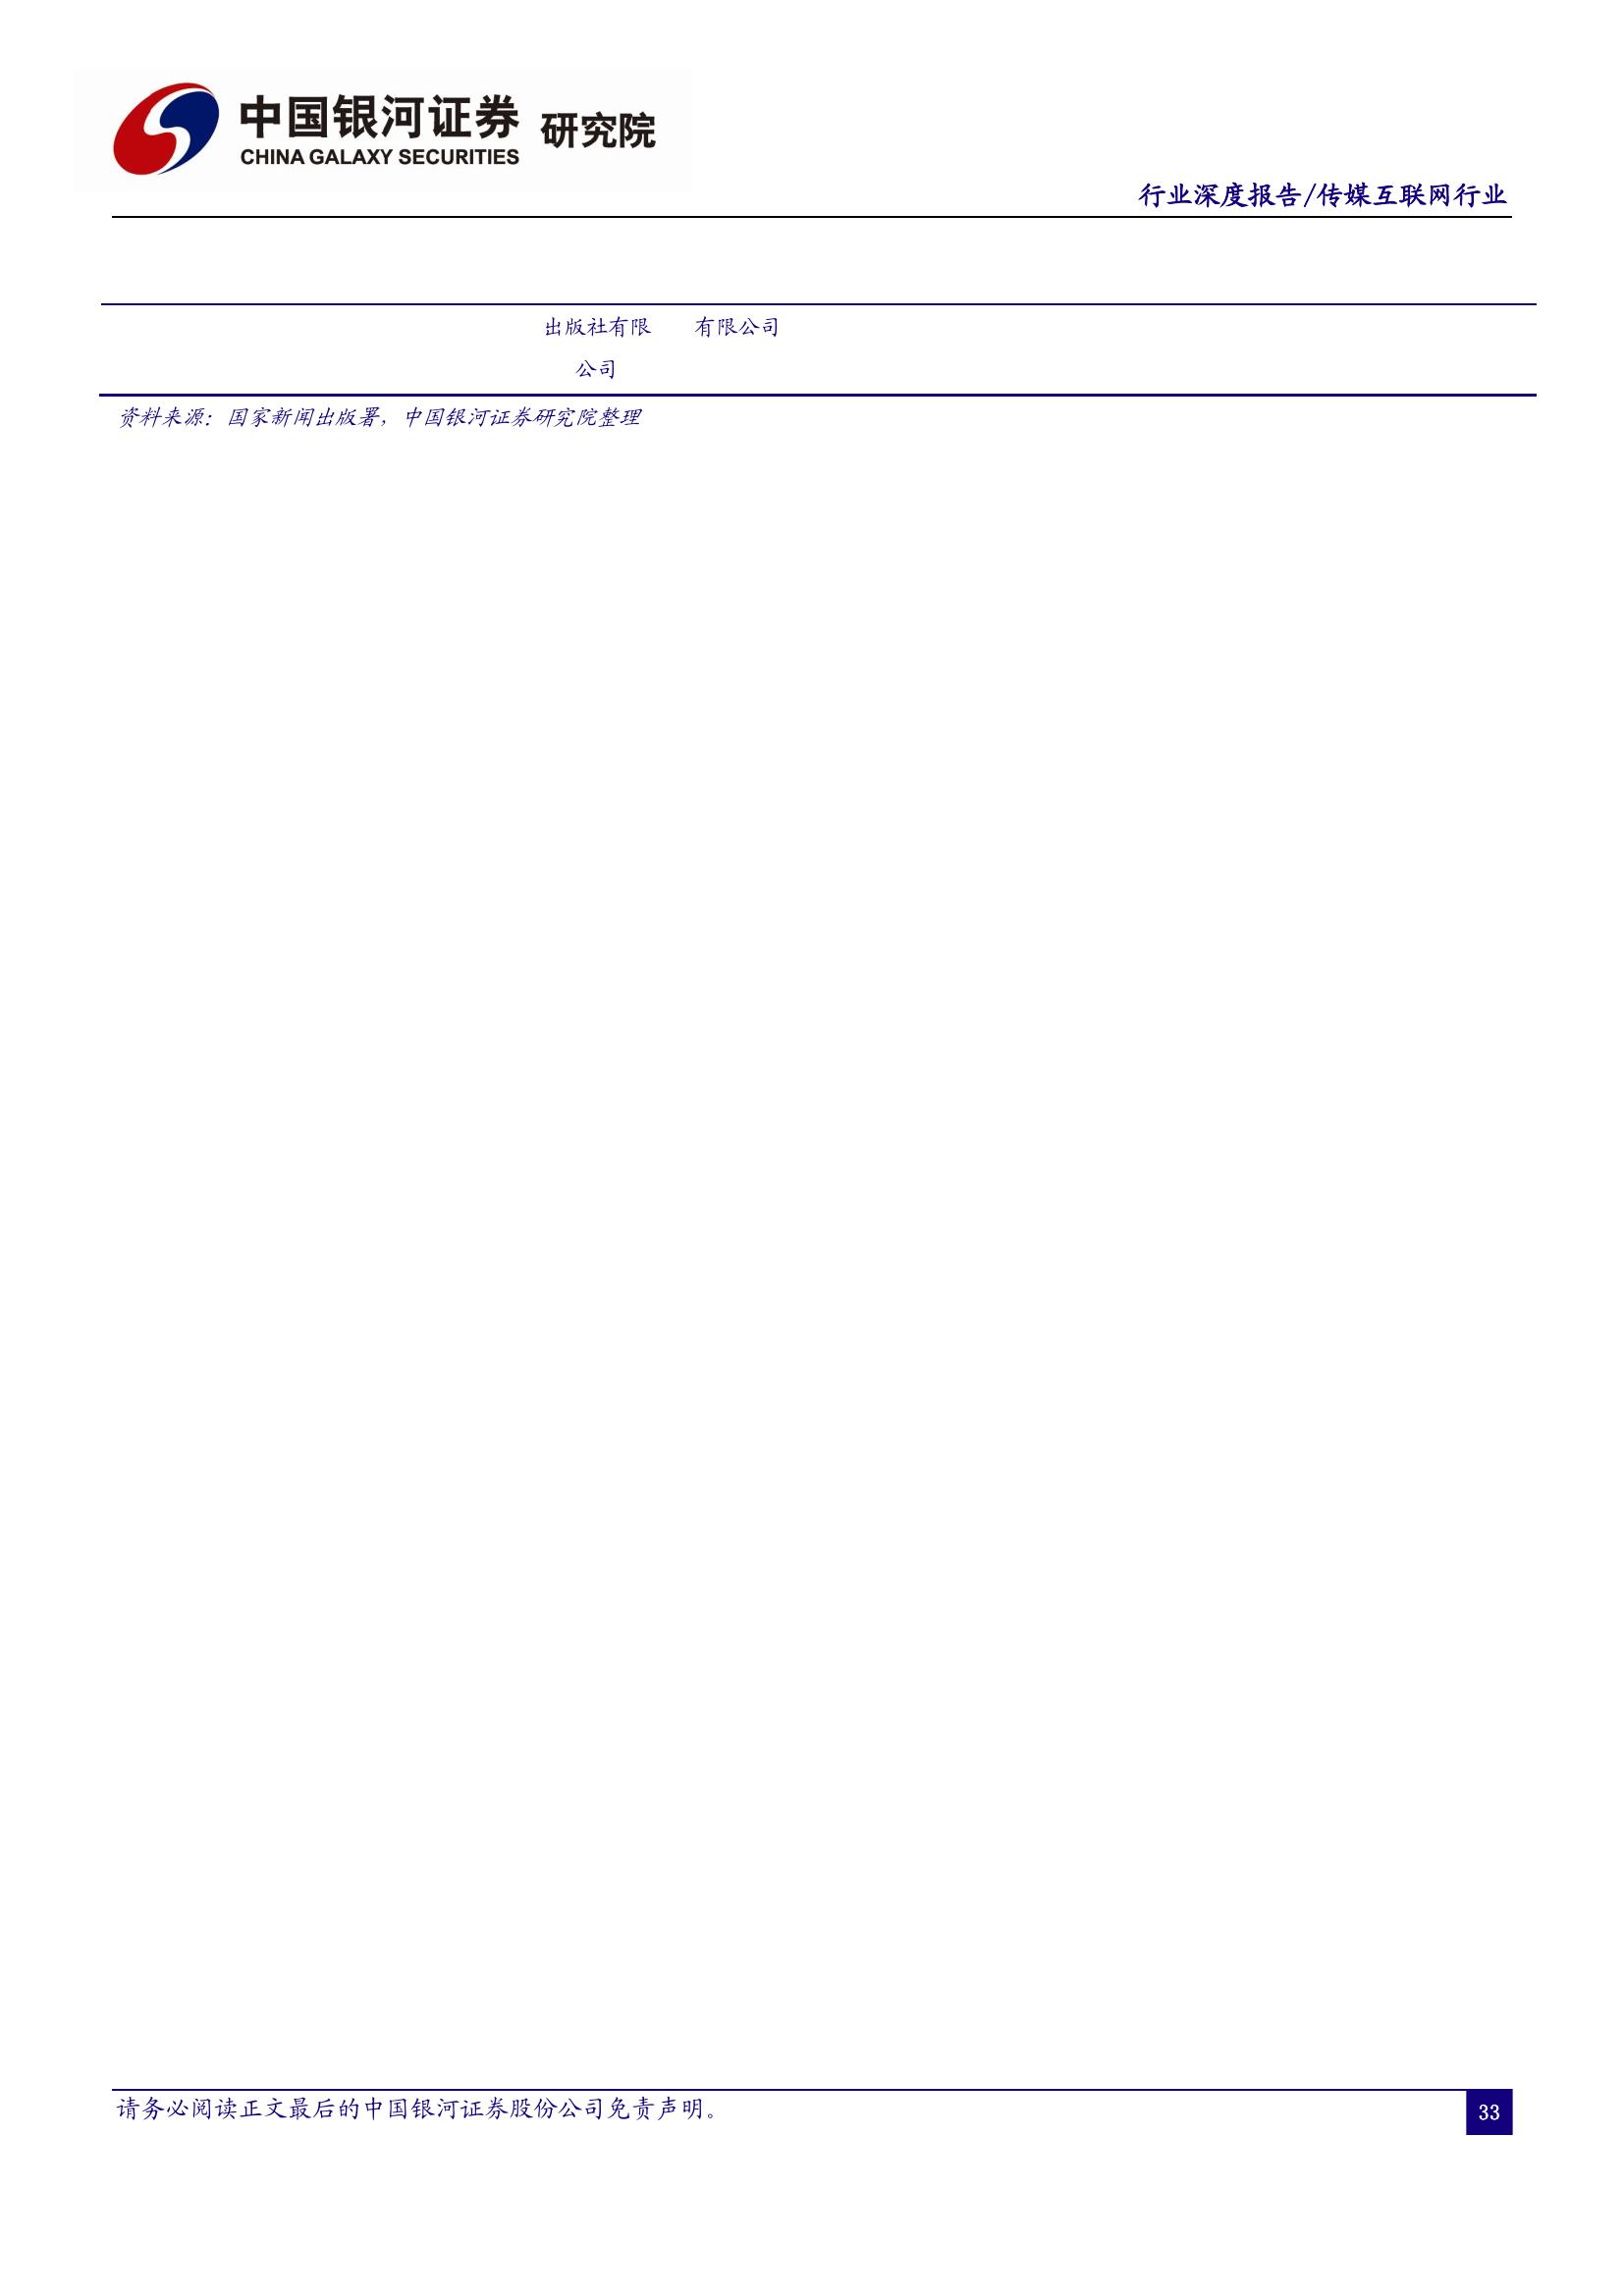 中国银河证券 研究院
CHINA GALAXY SECURITIES
行业深度报告/传媒互联网行业
出版社有限 有限公司
公司
资料来源：国家新闻出版署，中国银河证券研究院整理
请务必阅读正文最后的中国银河证券股份公司免责声明。
33